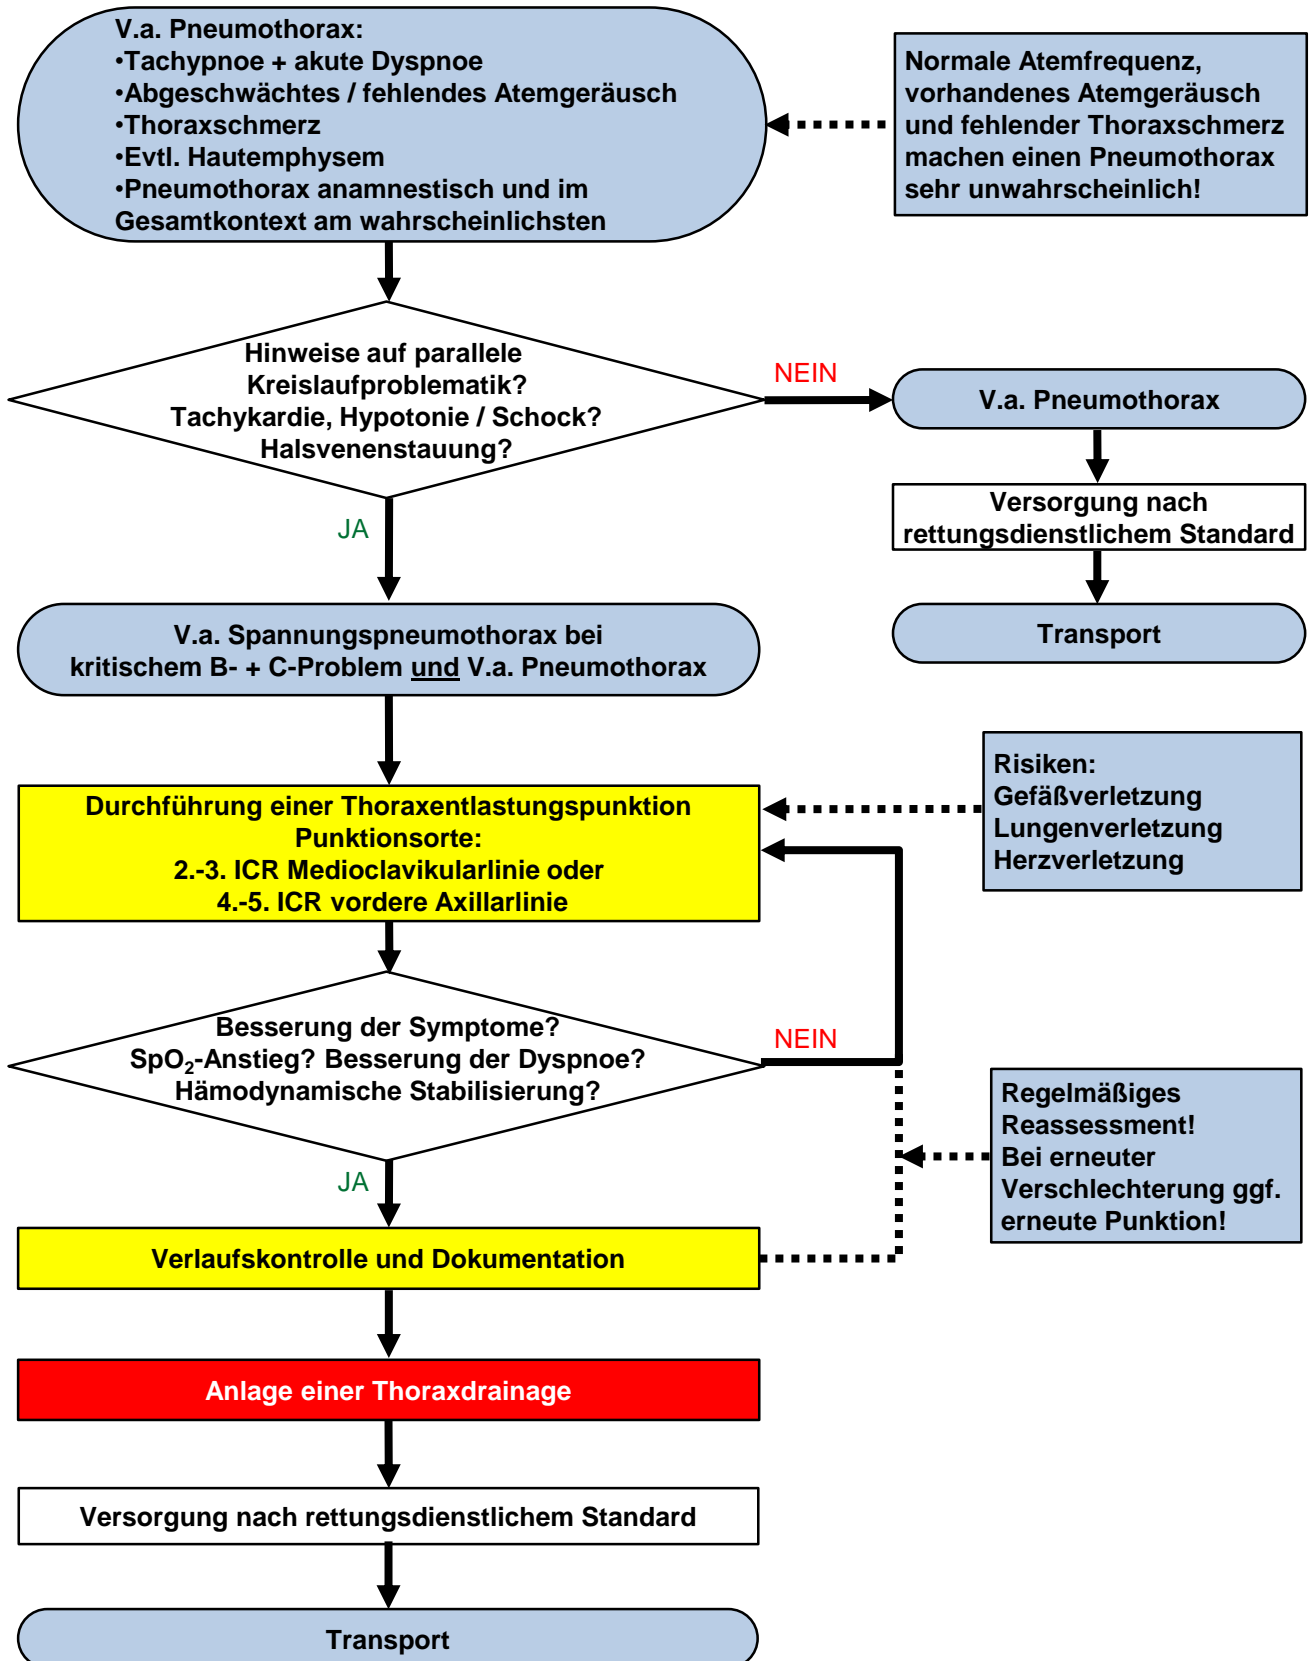 V.a. Pneumothorax:
•Tachypnoe + akute Dyspnoe
•Abgeschwächtes / fehlendes Atemgeräusch
•Thoraxschmerz
•Evtl. Hautemphysem
•Pneumothorax anamnestisch und im
Gesamtkontext am wahrscheinlichsten
Normale Atemfrequenz,
vorhandenes Atemgeräusch
und fehlender Thoraxschmerz
machen einen Pneumothorax
sehr unwahrscheinlich!
Hinweise auf parallele
Kreislaufproblematik?
Tachykardie, Hypotonie / Schock?
Halsvenenstauung?
NEIN
V.a. Pneumothorax
Versorgung nach
rettungsdienstlichem Standard
Transport
JA
V.a. Spannungspneumothorax bei
kritischem B- + C-Problem und V.a. Pneumothorax
Durchführung einer Thoraxentlastungspunktion
Punktionsorte:
2.-3. ICR Medioclavikularlinie oder
4.-5. ICR vordere Axillarlinie
Risiken:
Gefäßverletzung
Lungenverletzung
Herzverletzung
Besserung der Symptome?
SpO₂-Anstieg? Besserung der Dyspnoe?
Hämodynamische Stabilisierung?
NEIN
Regelmäßiges
Reassessment!
Bei erneuter
Verschlechterung ggf.
erneute Punktion!
JA
Verlaufskontrolle und Dokumentation
Anlage einer Thoraxdrainage
Versorgung nach rettungsdienstlichem Standard
Transport